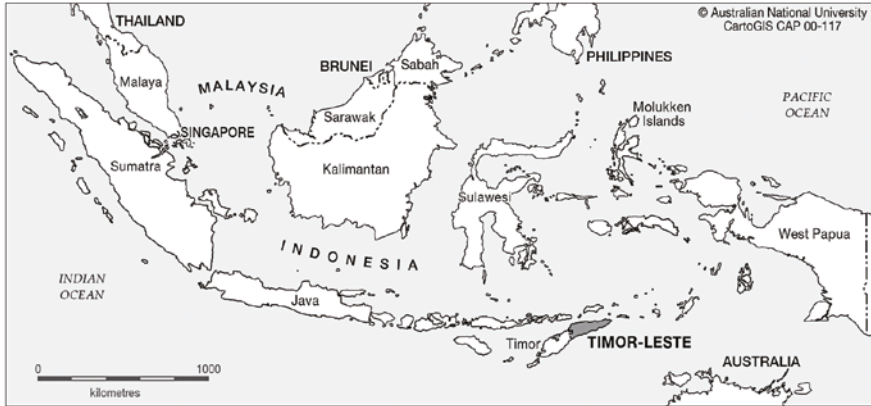 © Australian National University
CartoGIS CAP 00-117
THAILAND
PHILIPPINES
BRUNEI
Sabah
Malaya
MALAYSIA
PACIFIC
OCEAN
Molukken
Islands
Sarawak
SINGAPORE
Sumatra
Kalimantan
Sulawesi
West Papua
INDONESIA
INDIAN
OCEAN
Java
Timor
TIMOR-LESTE
AUSTRALIA
0 1000
kilometres